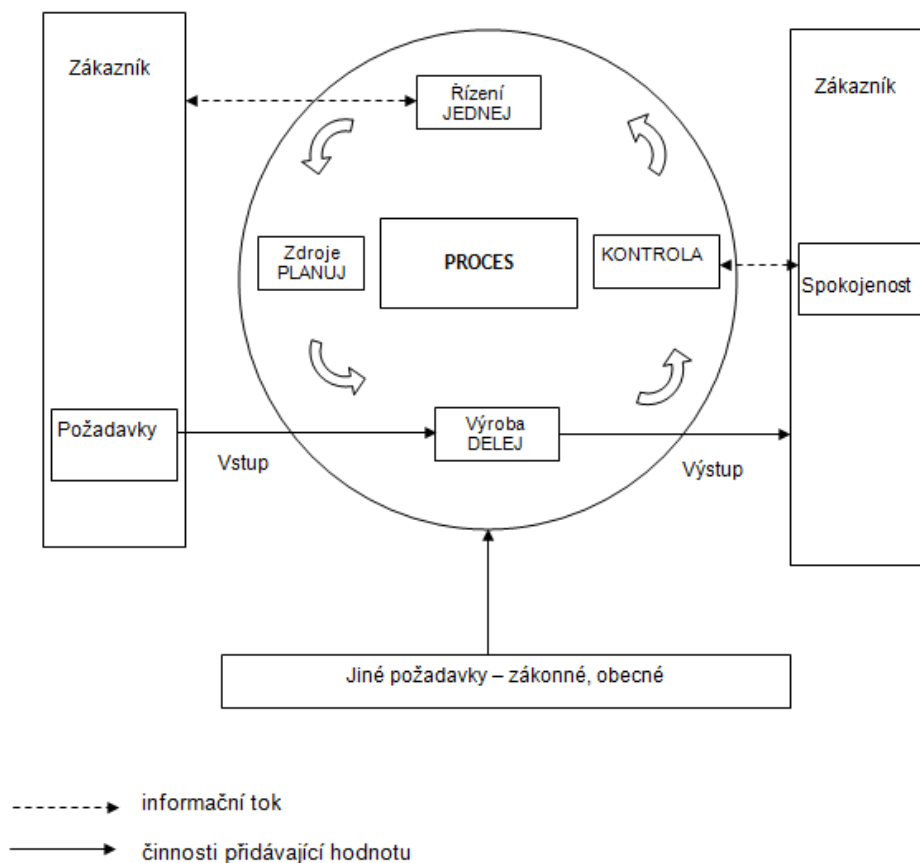 Zákazník
Řízení
JEDNEJ
Zákazník
Zdroje
PLANUJ
PROCES
KONTROLA
Spokojenost
Požadavky
Vstup
Výroba
DELEJ
Výstup
Jiné požadavky – zákonné, obecné
informační tok
činnosti přidávající hodnotu